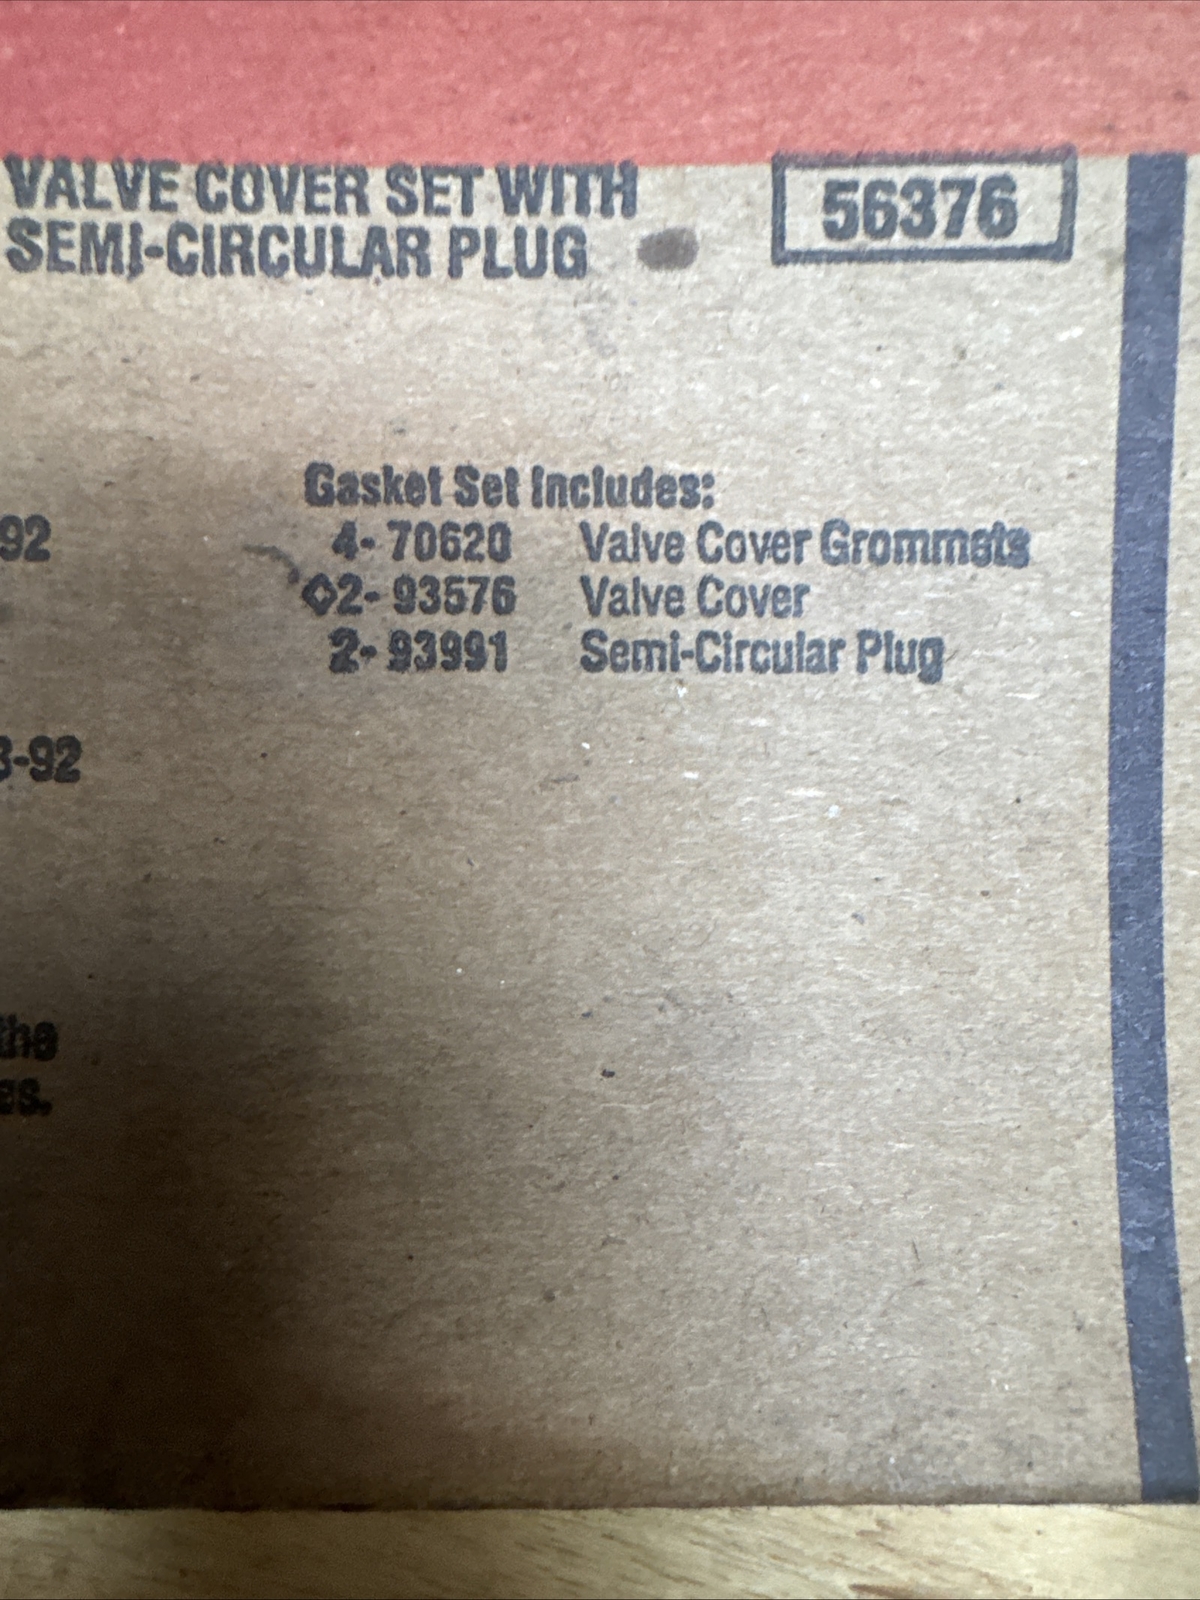 VALVE COVER SET WITH
SEMI-CIRCULAR PLUG
56376
Gasket Set Includes:
92
4- 70620 Valve Cover Grommets
◇2- 93576 Valve Cover
2- 93991 Semi-Circular Plug
3-92
the
es.